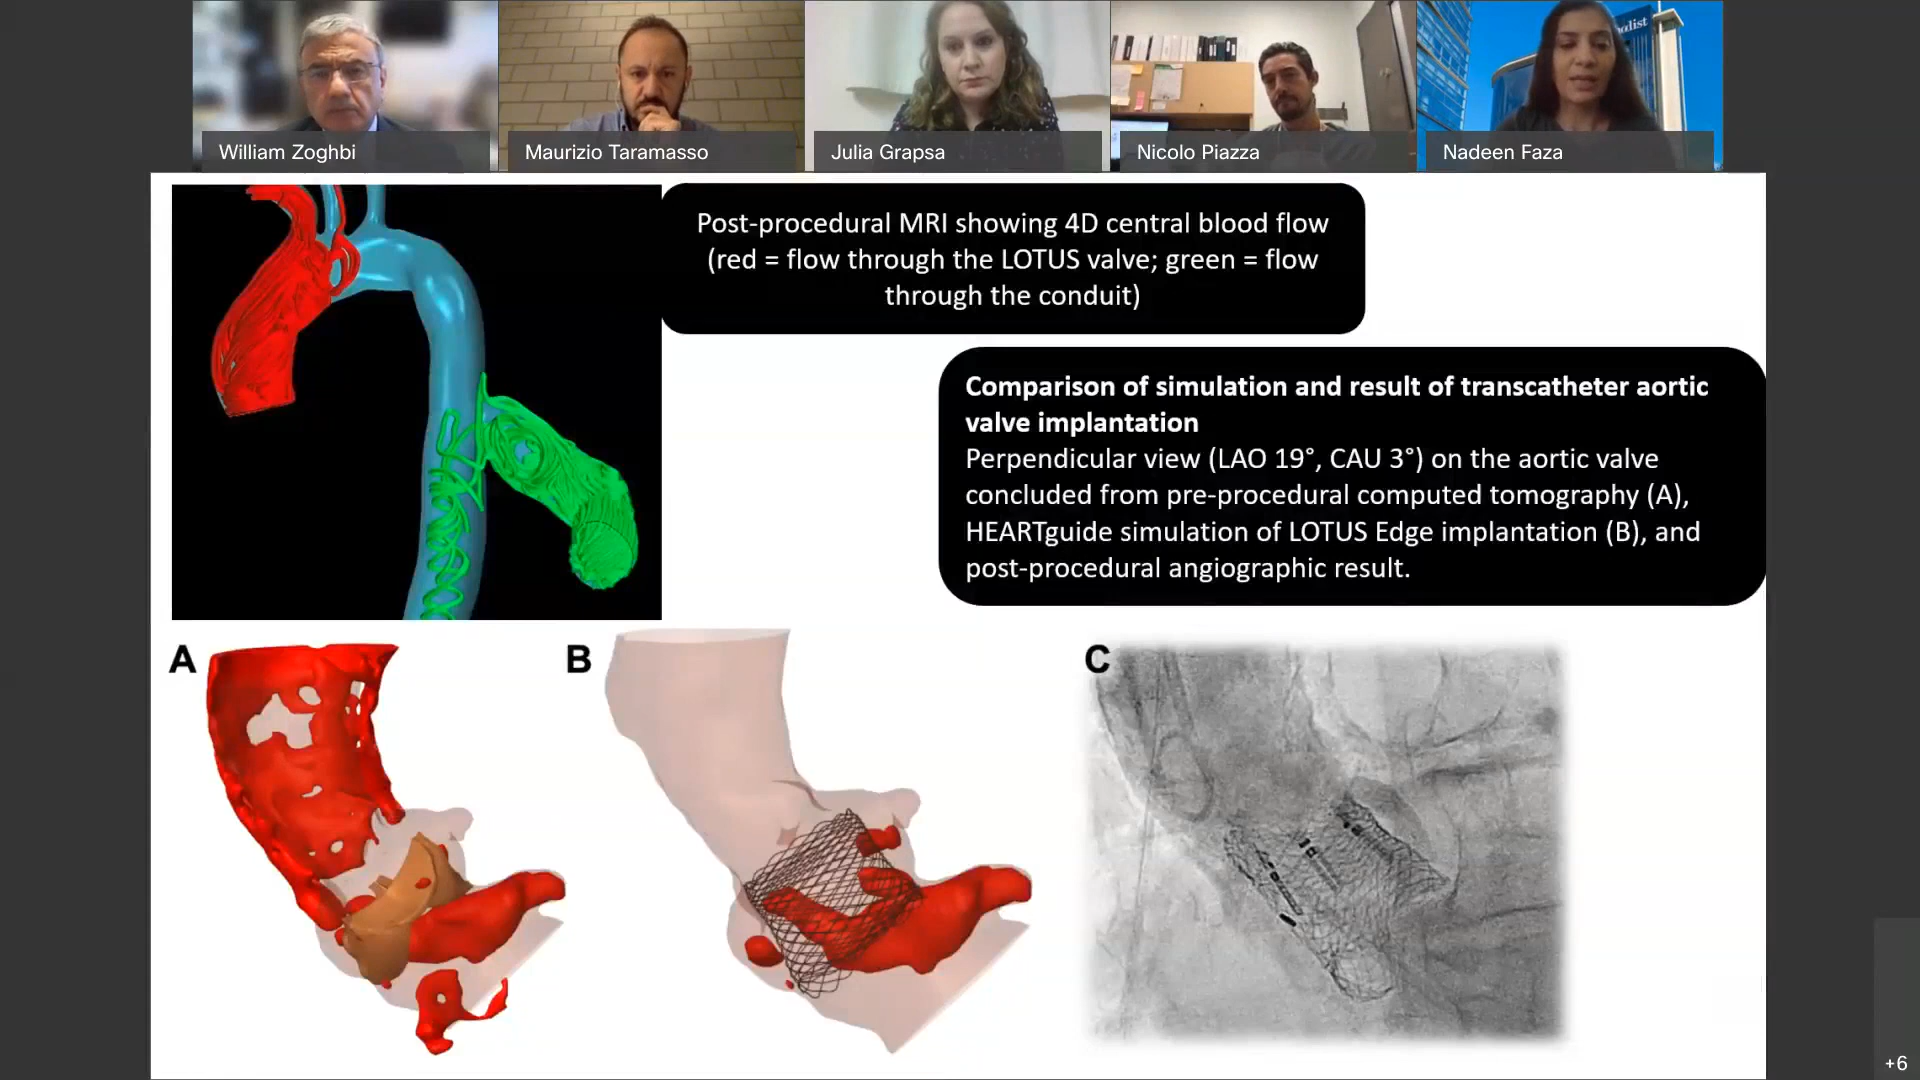 William Zoghbi
Maurizio Taramasso
Julia Grapsa
Nicolo Piazza
Nadeen Faza
Post-procedural MRI showing 4D central blood flow
(red = flow through the LOTUS valve; green = flow
through the conduit)
Comparison of simulation and result of transcatheter aortic
valve implantation
Perpendicular view (LAO 19°, CAU 3°) on the aortic valve
concluded from pre-procedural computed tomography (A),
HEARTguide simulation of LOTUS Edge implantation (B), and
post-procedural angiographic result.
A
B
C
+6